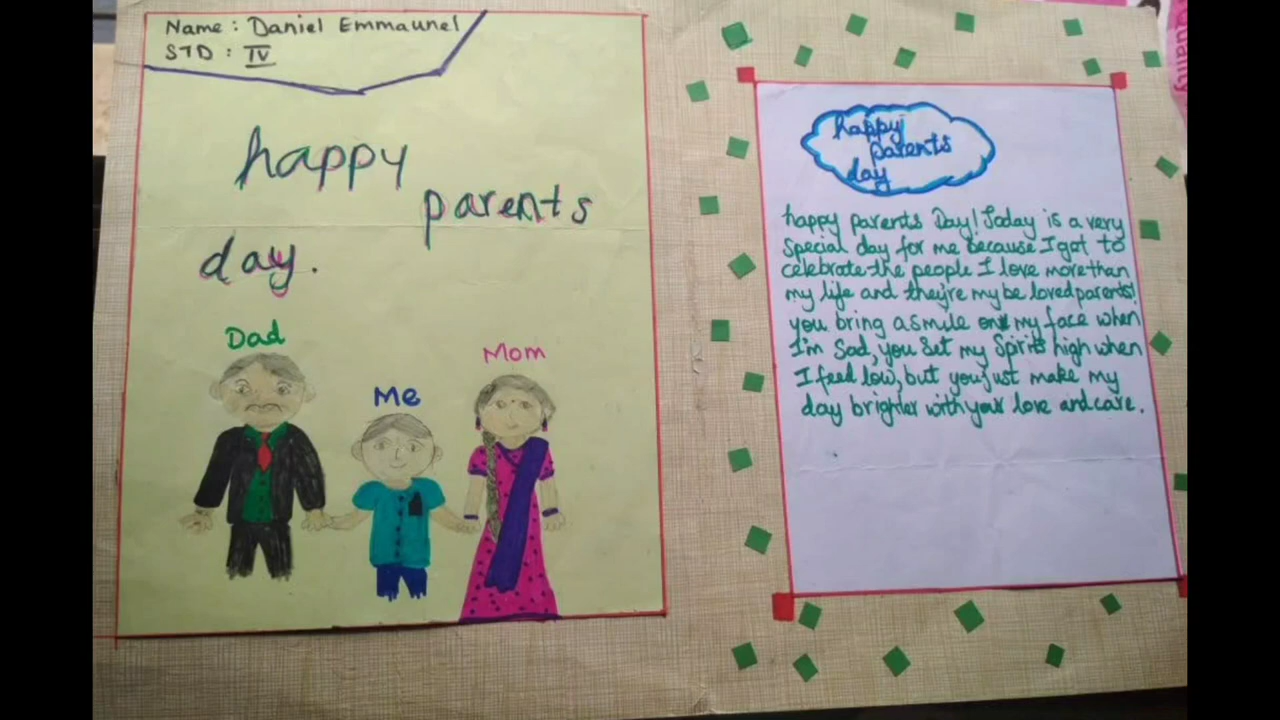 Name : Daniel Emmaunel
STD : IV
happy
parents
day.
Dad
Me
Mom
happy
parents
day
happy parents Day! Today is a very
special day for me because I got to
celebrate the people I love more than
my life and they're my be loved parents!
you bring a smile on my face when
I'm Sad, you set my Spirits high when
I feed low, but you just make my
day brighter with your love and care.
Quality